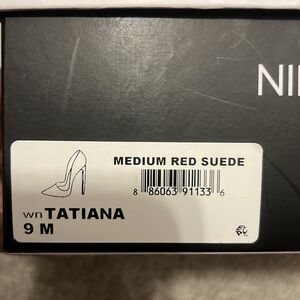 NI
MEDIUM RED SUEDE
8 86063 91133 6
wn TATIANA
9 M